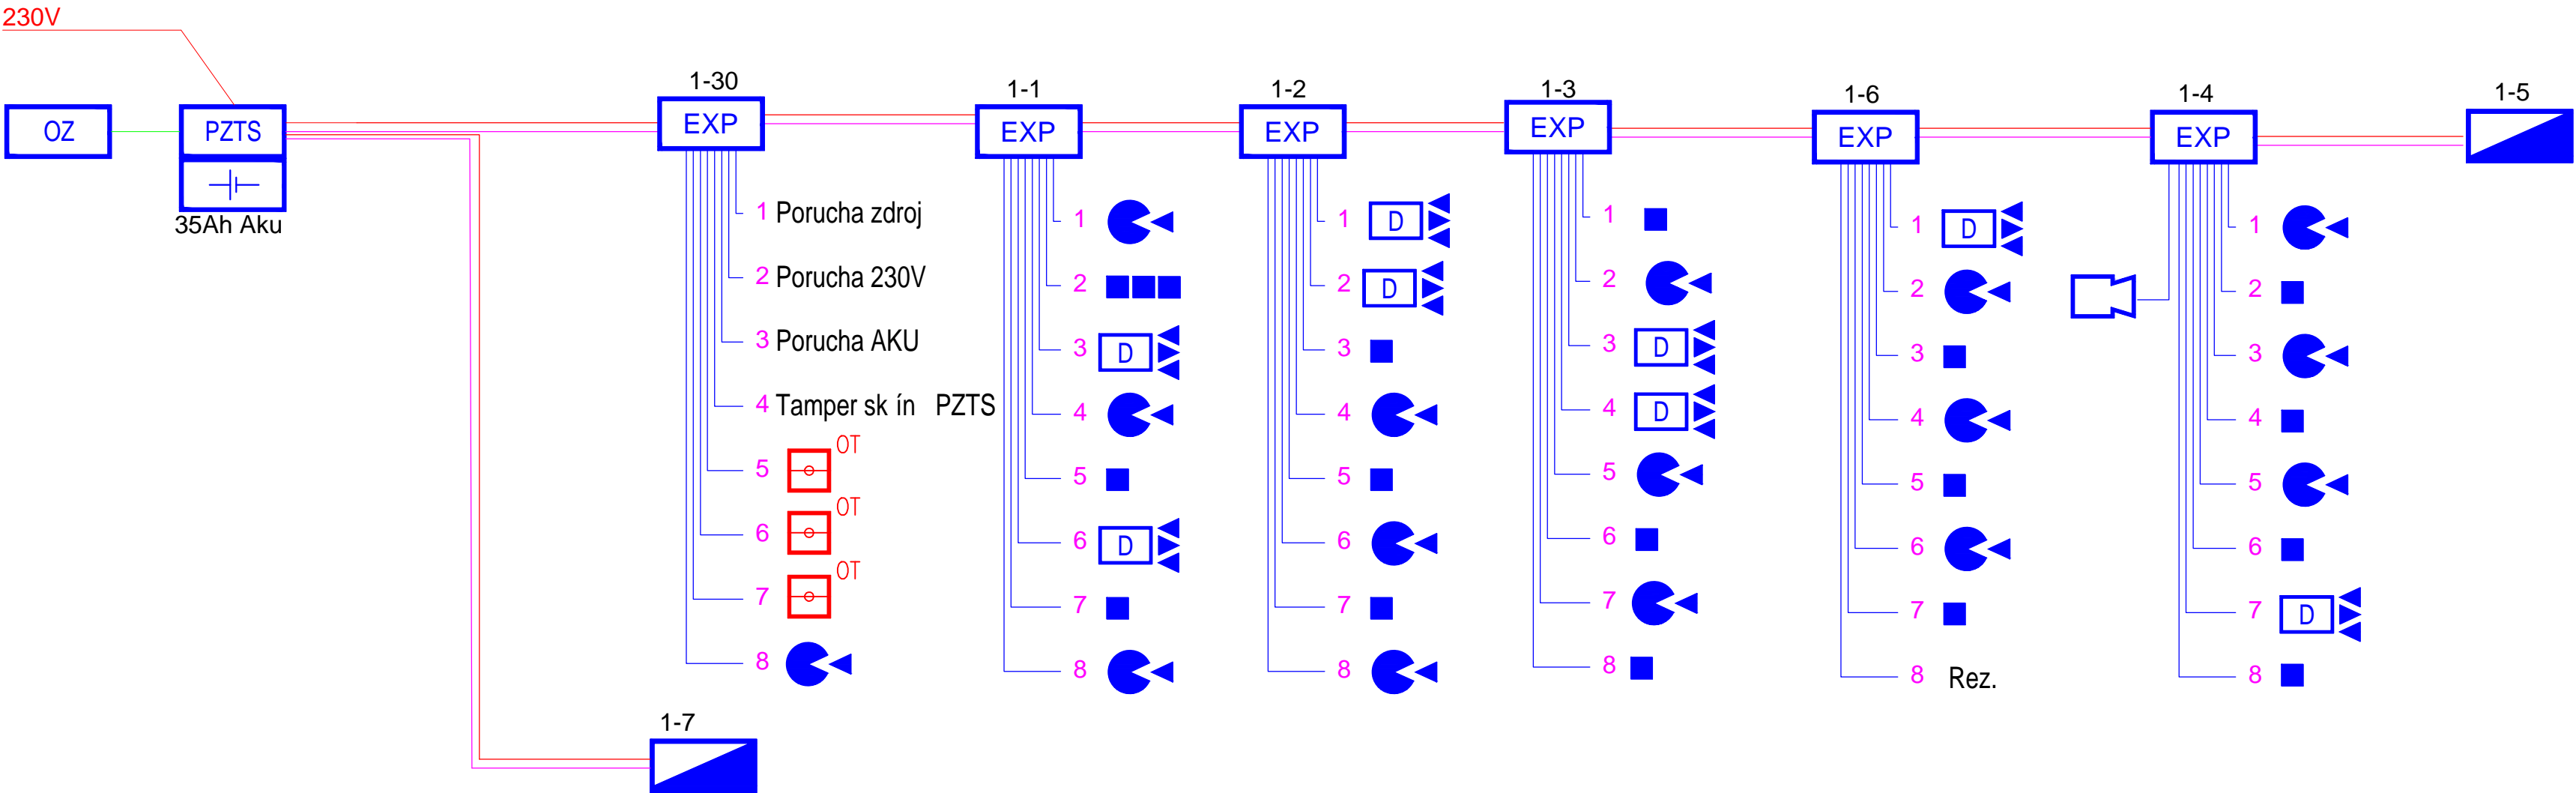 230V
OZ
PZTS
35Ah Aku
1-30
EXP
1 Porucha zdroj
2 Porucha 230V
3 Porucha AKU
4 Tamper sk ín PZTS
5 OT
6 OT
7 OT
8
1-7
1-1
EXP
1
2
3 D
4
5
6 D
7
8
1-2
EXP
1 D
2 D
3
4
5
6
7
8
1-3
EXP
1
2
3 D
4 D
5
6
7
8
1-6
EXP
1 D
2
3
4
5
6
7
8 Rez.
1-4
EXP
1
2
3
4
5
6
7 D
8
1-5